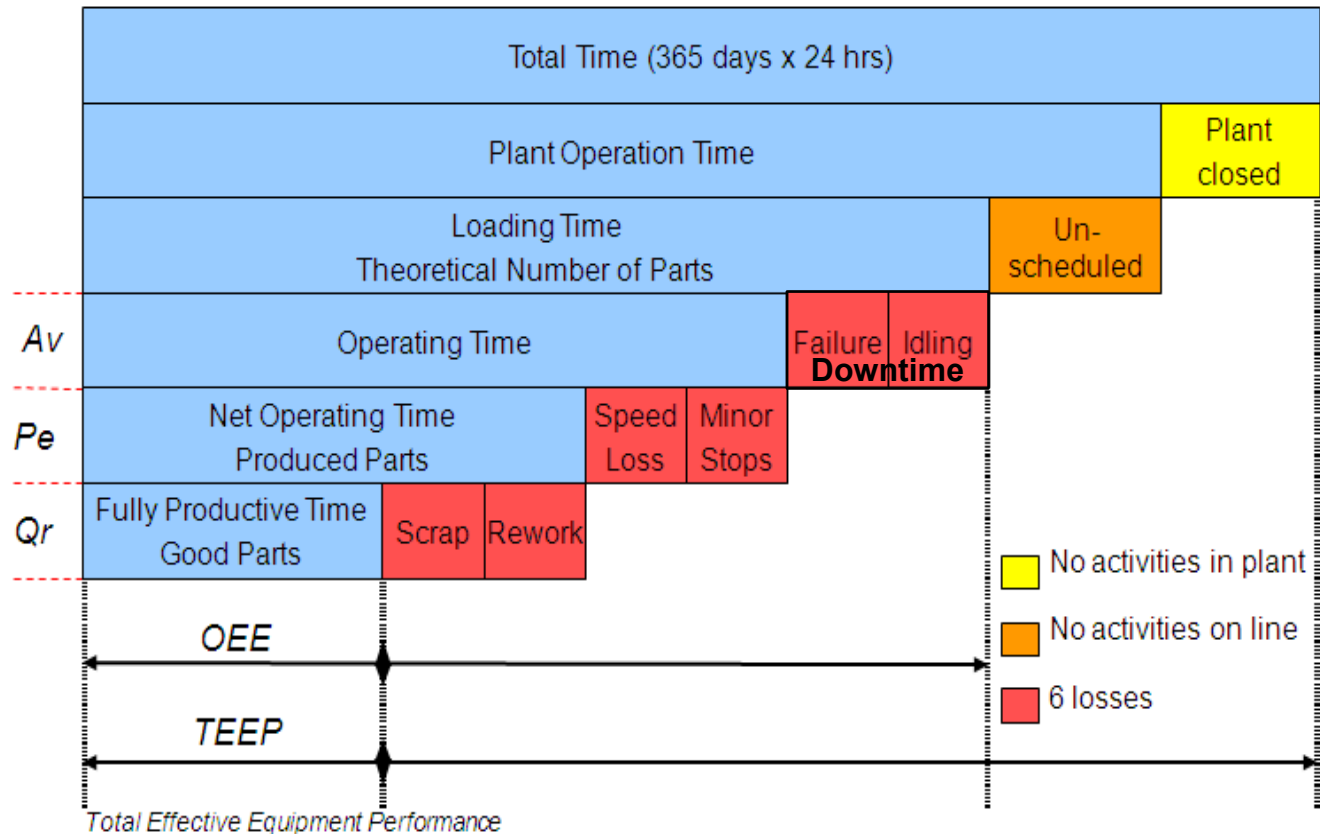 Total Time (365 days x 24 hrs)
Plant Operation Time
Plant
closed
Loading Time
Theoretical Number of Parts
Un-
scheduled
Av
Operating Time
Failure
Idling
Downtime
Pe
Net Operating Time
Produced Parts
Speed
Loss
Minor
Stops
Qr
Fully Productive Time
Good Parts
Scrap
Rework
No activities in plant
No activities on line
6 losses
OEE
TEEP
Total Effective Equipment Performance